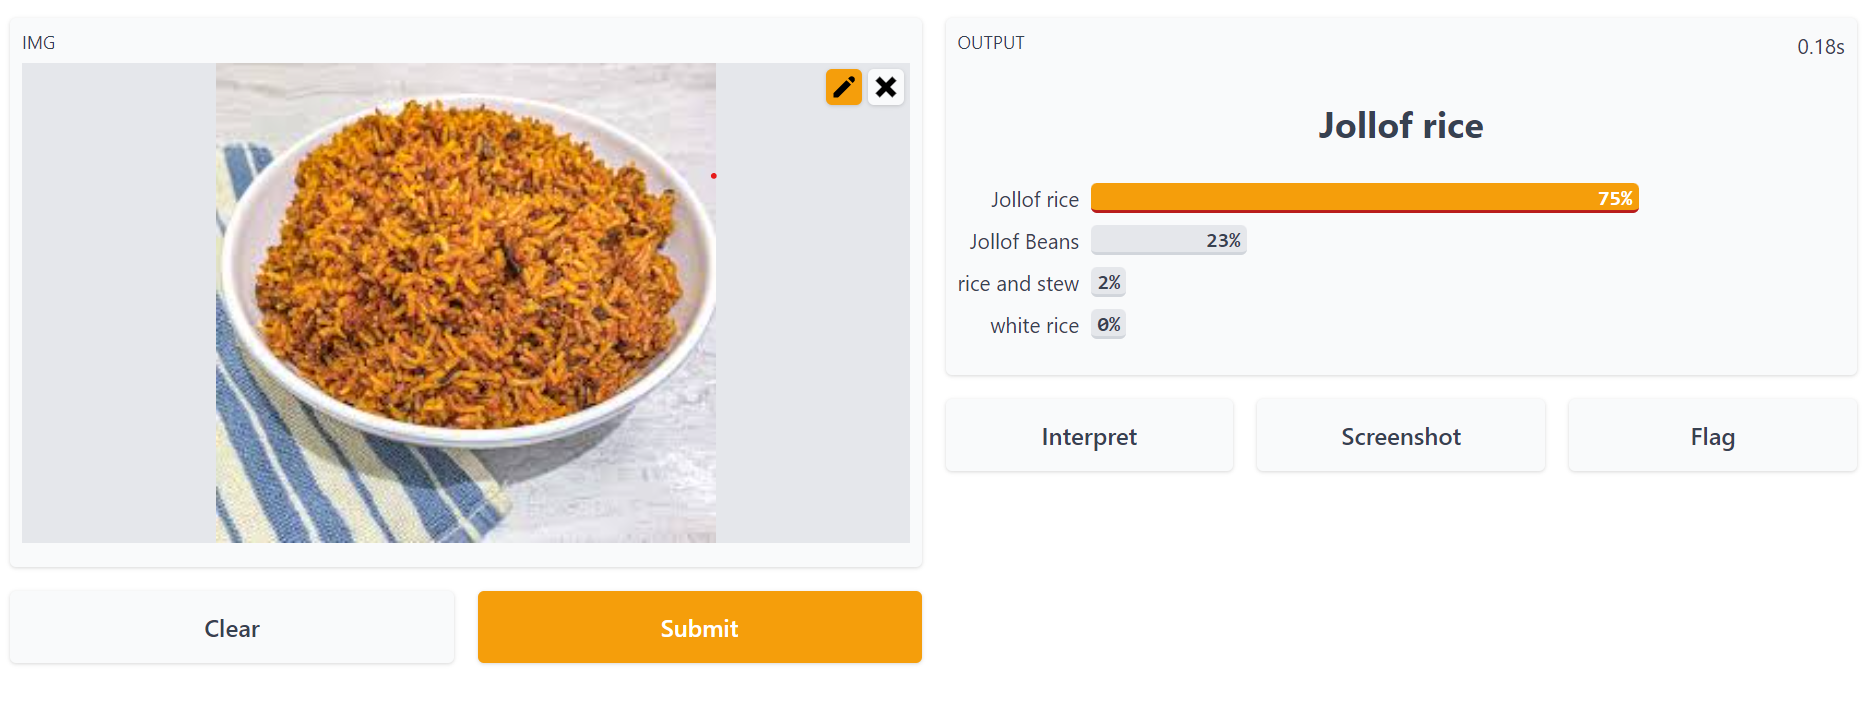 IMG
Clear
Submit
OUTPUT
0.18s
Jollof rice
Jollof rice 75%
Jollof Beans 23%
rice and stew 2%
white rice 0%
Interpret
Screenshot
Flag